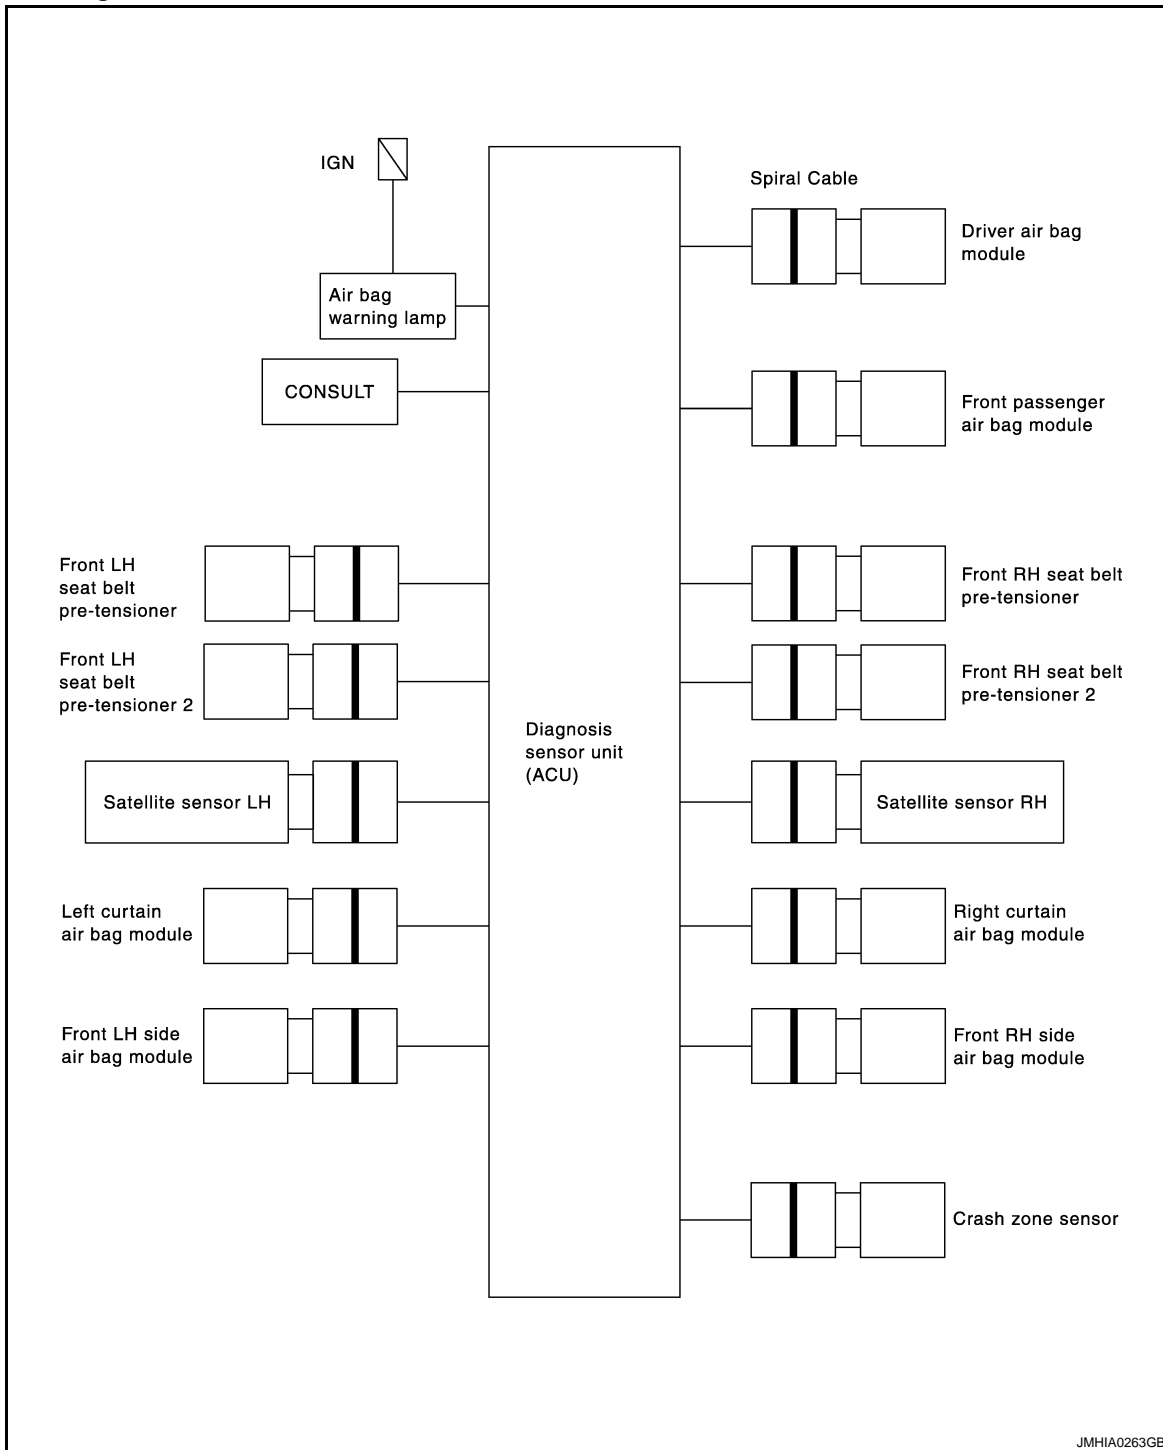 IGN
Air bag
warning lamp
CONSULT
Spiral Cable
Driver air bag
module
Front passenger
air bag module
Front LH
seat belt
pre-tensioner
Front RH seat belt
pre-tensioner
Front LH
seat belt
pre-tensioner 2
Front RH seat belt
pre-tensioner 2
Diagnosis
sensor unit
(ACU)
Satellite sensor LH
Satellite sensor RH
Left curtain
air bag module
Right curtain
air bag module
Front LH side
air bag module
Front RH side
air bag module
Crash zone sensor
JMHIA0263GB